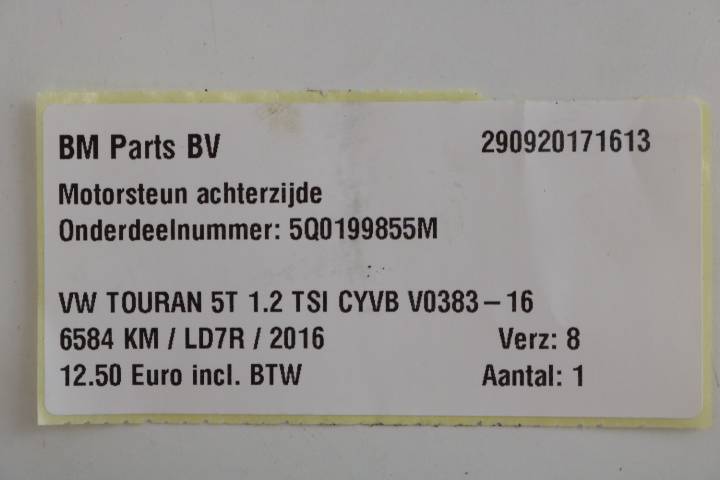 BM Parts BV 290920171613
Motorsteun achterzijde
Onderdeelnummer: 5Q0199855M
VW TOURAN 5T 1.2 TSI CYVB V0383 – 16
6584 KM / LD7R / 2016 Verz: 8
12.50 Euro incl. BTW Aantal: 1